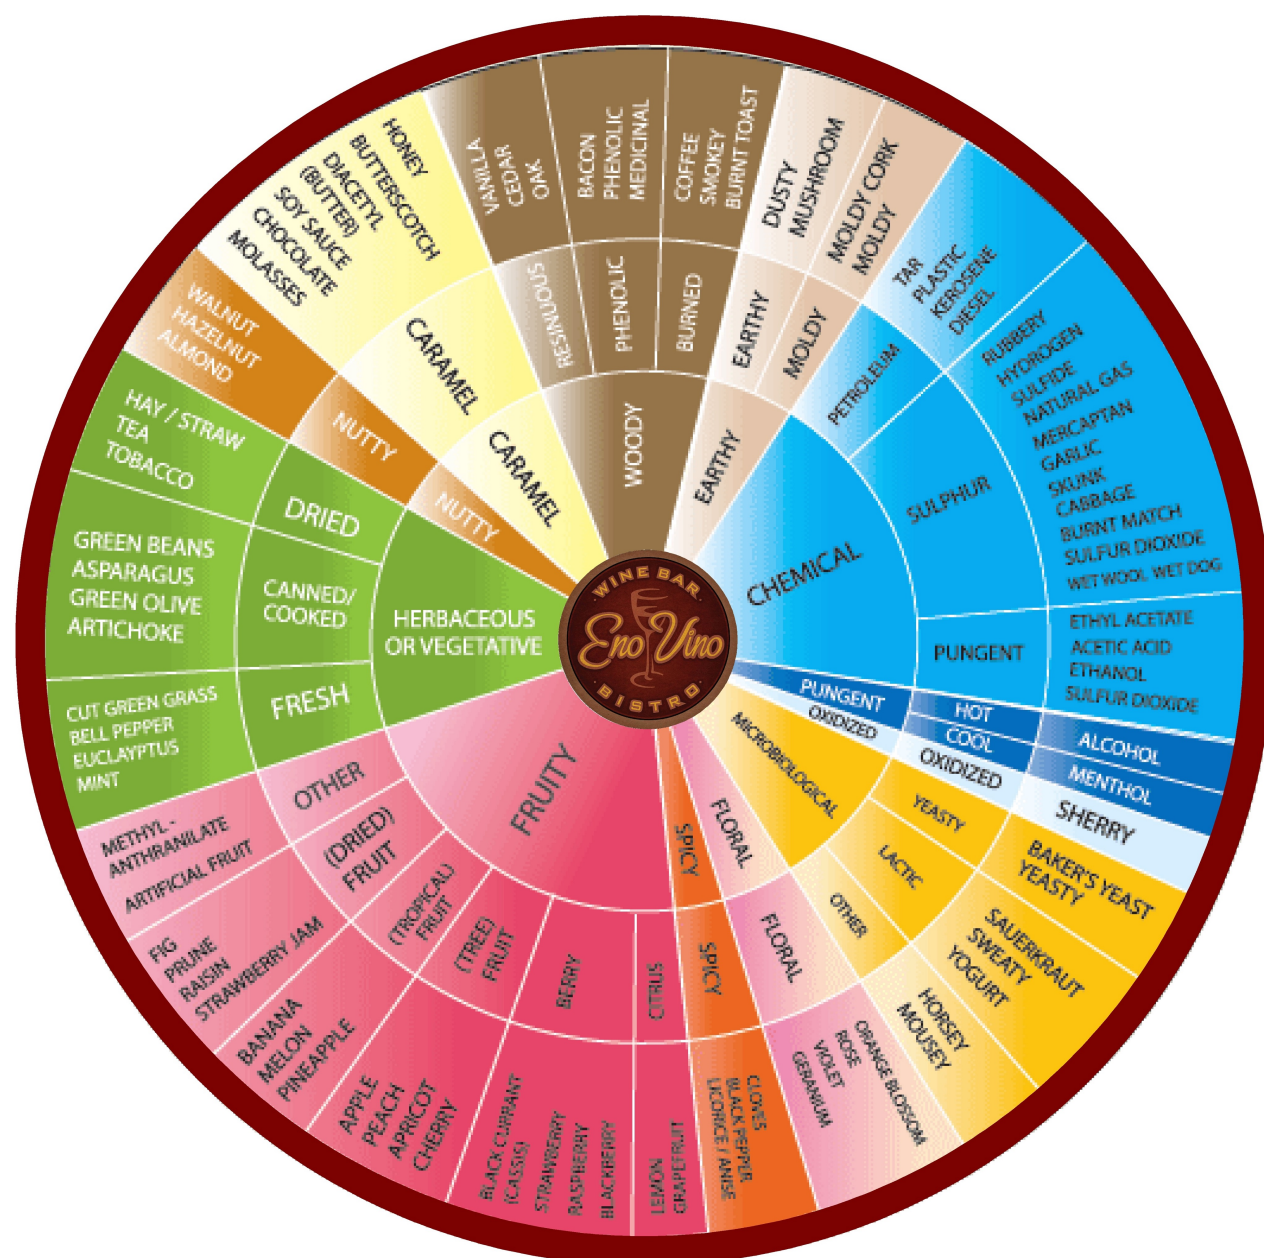 WINE BAR
Eno Vino
BISTRO
WOODY
RESINUOUS
VANILLA
CEDAR
OAK
PHENOLIC
BACON
PHENOLIC
MEDICINAL
BURNED
COFFEE
SMOKEY
BURNT TOAST
EARTHY
EARTHY
DUSTY
MUSHROOM
MOLDY
MOLDY CORK
MOLDY
CHEMICAL
PETROLEUM
TAR
PLASTIC
KEROSENE
DIESEL
SULPHUR
RUBBERY
HYDROGEN
SULFIDE
NATURAL GAS
MERCAPTAN
GARLIC
SKUNK
CABBAGE
BURNT MATCH
SULFUR DIOXIDE
WET WOOL WET DOG
PUNGENT
ETHYL ACETATE
ACETIC ACID
ETHANOL
SULFUR DIOXIDE
PUNGENT
HOT
ALCOHOL
COOL
MENTHOL
OXIDIZED
OXIDIZED
SHERRY
MICROBIOLOGICAL
YEASTY
BAKER'S YEAST
YEASTY
LACTIC
SAUERKRAUT
SWEATY
YOGURT
OTHER
HORSEY
MOUSEY
FLORAL
FLORAL
ORANGE BLOSSOM
ROSE
VIOLET
GERANIUM
SPICY
SPICY
CLOVES
BLACK PEPPER
LICORICE / ANISE
FRUITY
CITRUS
LEMON
GRAPEFRUIT
BERRY
BLACK CURRANT
(CASSIS)
STRAWBERRY
RASPBERRY
BLACKBERRY
(TREE)
FRUIT
APPLE
PEACH
APRICOT
CHERRY
(TROPICAL)
FRUIT
BANANA
MELON
PINEAPPLE
(DRIED)
FRUIT
FIG
PRUNE
RAISIN
STRAWBERRY JAM
OTHER
METHYL -
ANTHRANILATE
ARTIFICIAL FRUIT
HERBACEOUS
OR VEGETATIVE
FRESH
CUT GREEN GRASS
BELL PEPPER
EUCLAYPTUS
MINT
CANNED/
COOKED
GREEN BEANS
ASPARAGUS
GREEN OLIVE
ARTICHOKE
DRIED
HAY / STRAW
TEA
TOBACCO
NUTTY
NUTTY
WALNUT
HAZELNUT
ALMOND
CARAMEL
CARAMEL
HONEY
BUTTERSCOTCH
DIACETYL
(BUTTER)
SOY SAUCE
CHOCOLATE
MOLASSES